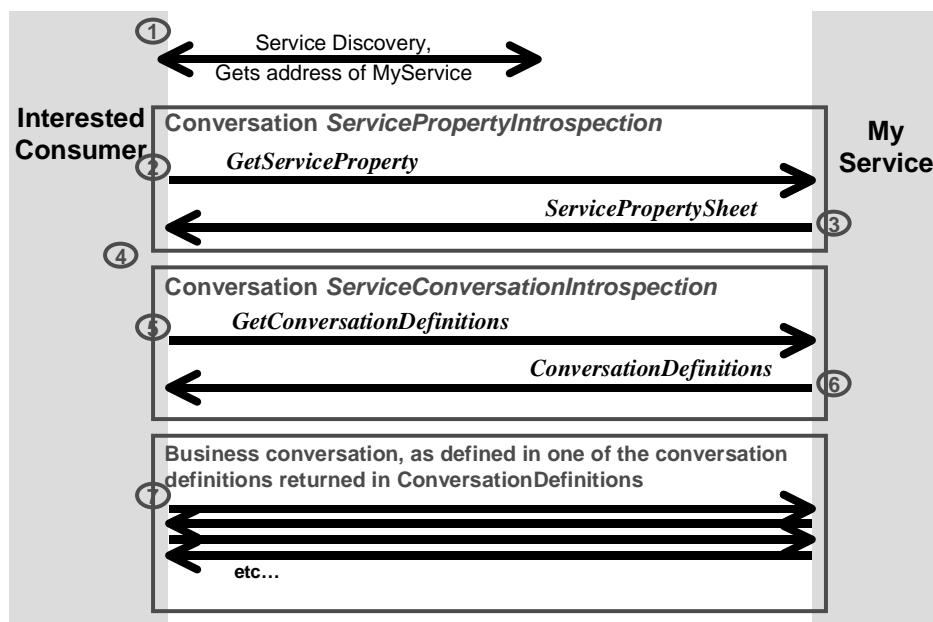 1
Service Discovery,
Gets address of MyService
Interested
Consumer
My
Service
Conversation ServicePropertyIntrospection
2
GetServiceProperty
ServicePropertySheet
3
4
Conversation ServiceConversationIntrospection
5
GetConversationDefinitions
ConversationDefinitions
6
Business conversation, as defined in one of the conversation
definitions returned in ConversationDefinitions
7
etc…